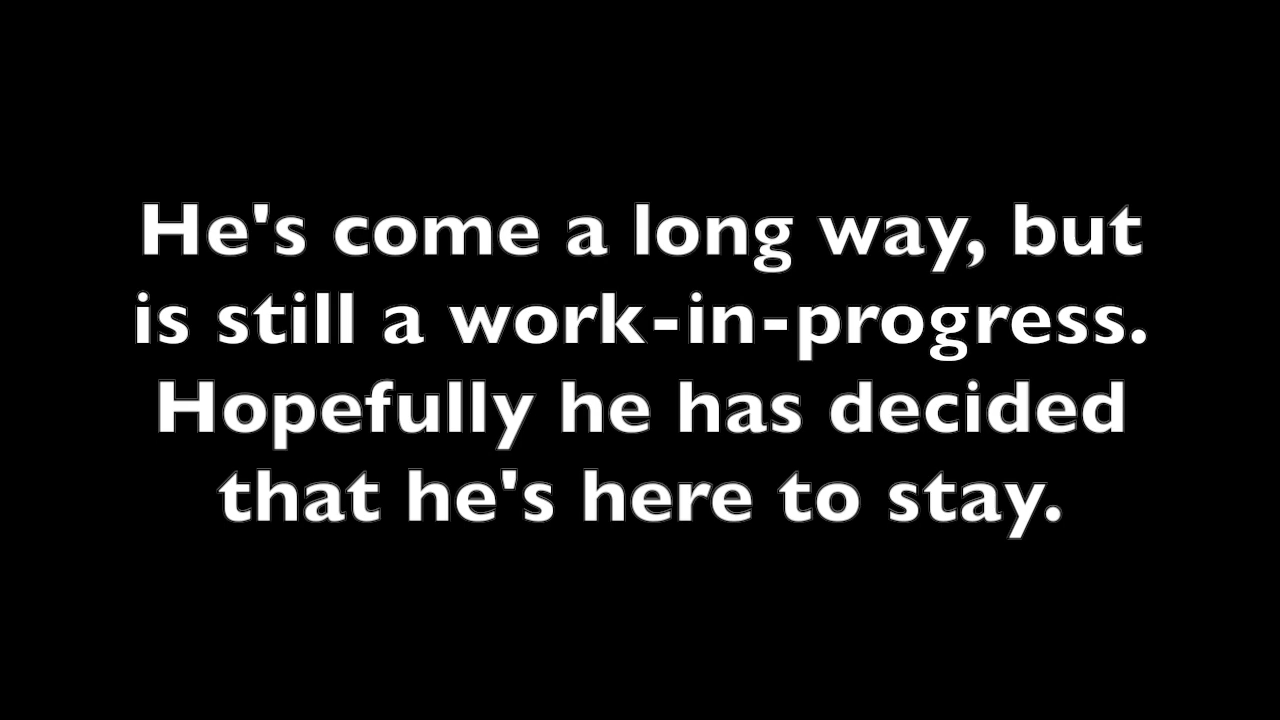 He's come a long way, but
is still a work-in-progress.
Hopefully he has decided
that he's here to stay.